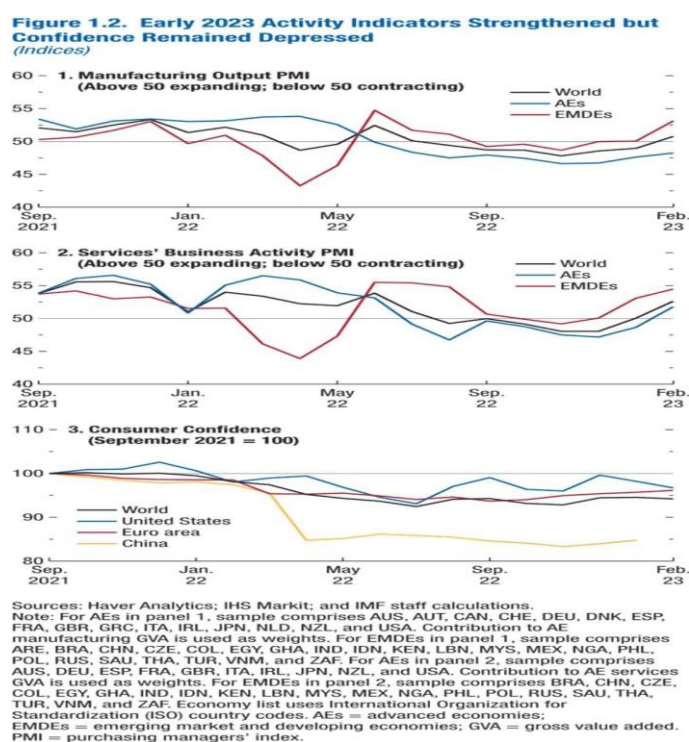 Figure 1.2. Early 2023 Activity Indicators Strengthened but
Confidence Remained Depressed
(Indices)
60
1. Manufacturing Output PMI
(Above 50 expanding; below 50 contracting)
World
AEs
EMDEs
55
50
45
40
Sep.
2021
Jan.
22
May
22
Sep.
22
Feb.
23
60
2. Services' Business Activity PMI
(Above 50 expanding; below 50 contracting)
World
AEs
EMDEs
55
50
45
40
Sep.
2021
Jan.
22
May
22
Sep.
22
Feb.
23
110
3. Consumer Confidence
(September 2021 = 100)
100
90
World
United States
Euro area
China
80
Sep.
2021
Jan.
22
May
22
Sep.
22
Feb.
23
Sources: Haver Analytics; IHS Markit; and IMF staff calculations.
Note: For AEs in panel 1, sample comprises AUS, AUT, CAN, CHE, DEU, DNK, ESP,
FRA, GBR, GRC, ITA, IRL, JPN, NLD, NZL, and USA. Contribution to AE
manufacturing GVA is used as weights. For EMDEs in panel 1, sample comprises
ARE, BRA, CHN, CZE, COL, EGY, GHA, IND, IDN, KEN, LBN, MYS, MEX, NGA, PHL,
POL, RUS, SAU, THA, TUR, VNM, and ZAF. For AEs in panel 2, sample comprises
AUS, DEU, ESP, FRA, GBR, ITA, IRL, JPN, NZL, and USA. Contribution to AE services
GVA is used as weights. For EMDEs in panel 2, sample comprises BRA, CHN, CZE,
COL, EGY, GHA, IND, IDN, KEN, LBN, MYS, MEX, NGA, PHL, POL, RUS, SAU, THA,
TUR, VNM, and ZAF. Economy list uses International Organization for
Standardization (ISO) country codes. AEs = advanced economies;
EMDEs = emerging market and developing economies; GVA = gross value added.
PMI = purchasing managers' index.